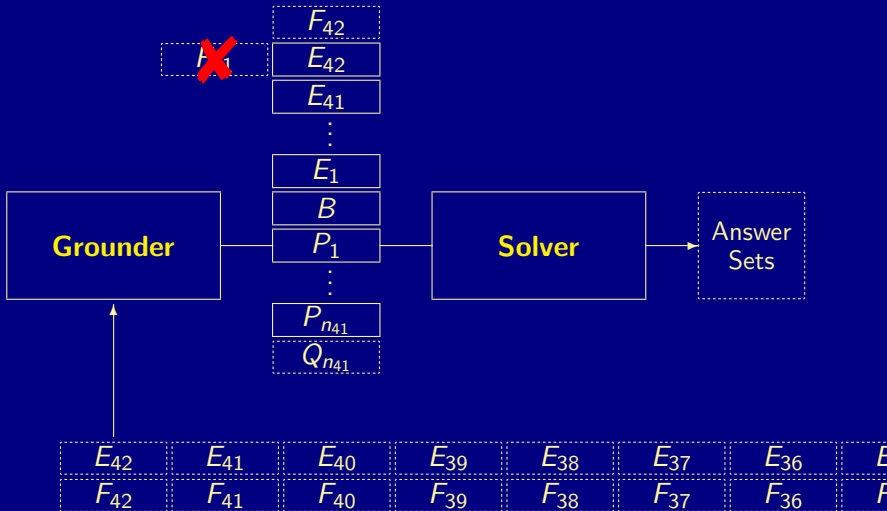 F₄₂
E₄₂
E₄₁
⋮
E₁
B
Grounder P₁ Solver Answer
Sets
⋮
Pₙ₄₁
Qₙ₄₁
E₄₂ E₄₁ E₄₀ E₃₉ E₃₈ E₃₇ E₃₆
F₄₂ F₄₁ F₄₀ F₃₉ F₃₈ F₃₇ F₃₆